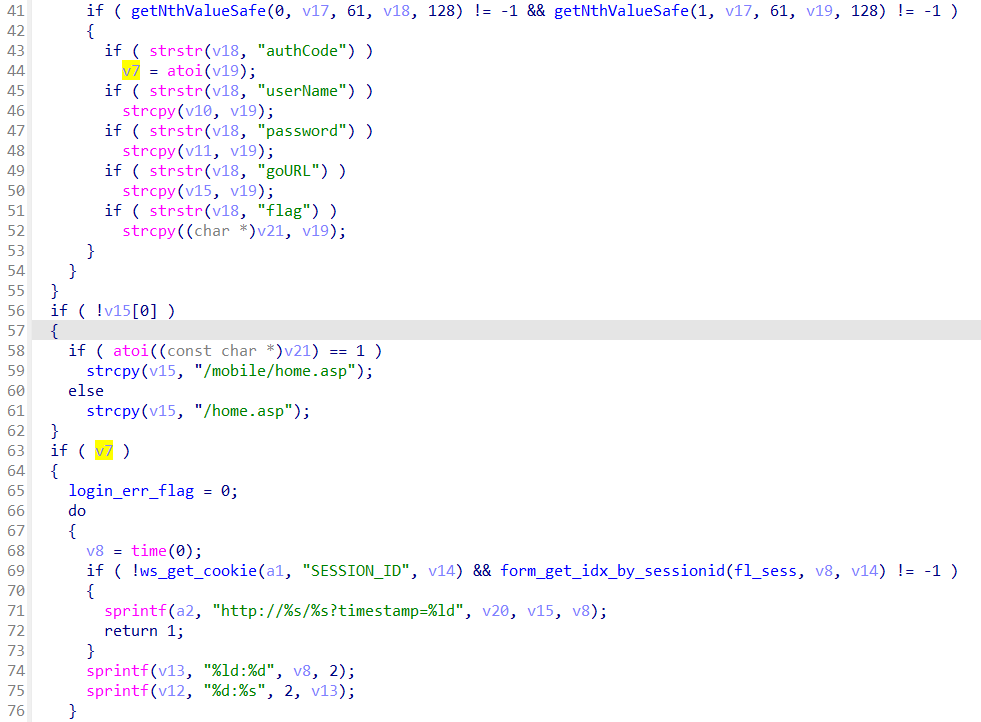 41 if ( getNthValueSafe(0, v17, 61, v18, 128) != -1 && getNthValueSafe(1, v17, 61, v19, 128) != -1 )
42 {
43 if ( strstr(v18, "authCode") )
44 v7 = atoi(v19);
45 if ( strstr(v18, "userName") )
46 strcpy(v10, v19);
47 if ( strstr(v18, "password") )
48 strcpy(v11, v19);
49 if ( strstr(v18, "goURL") )
50 strcpy(v15, v19);
51 if ( strstr(v18, "flag") )
52 strcpy((char *)v21, v19);
53 }
54 }
55 }
56 if ( !v15[0] )
57 {
58 if ( atoi((const char *)v21) == 1 )
59 strcpy(v15, "/mobile/home.asp");
60 else
61 strcpy(v15, "/home.asp");
62 }
63 if ( v7 )
64 {
65 login_err_flag = 0;
66 do
67 {
68 v8 = time(0);
69 if ( !ws_get_cookie(a1, "SESSION_ID", v14) && form_get_idx_by_sessionid(fl_sess, v8, v14) != -1 )
70 {
71 sprintf(a2, "http://%s/%s?timestamp=%ld", v20, v15, v8);
72 return 1;
73 }
74 sprintf(v13, "%ld:%d", v8, 2);
75 sprintf(v12, "%d:%s", 2, v13);
76 }